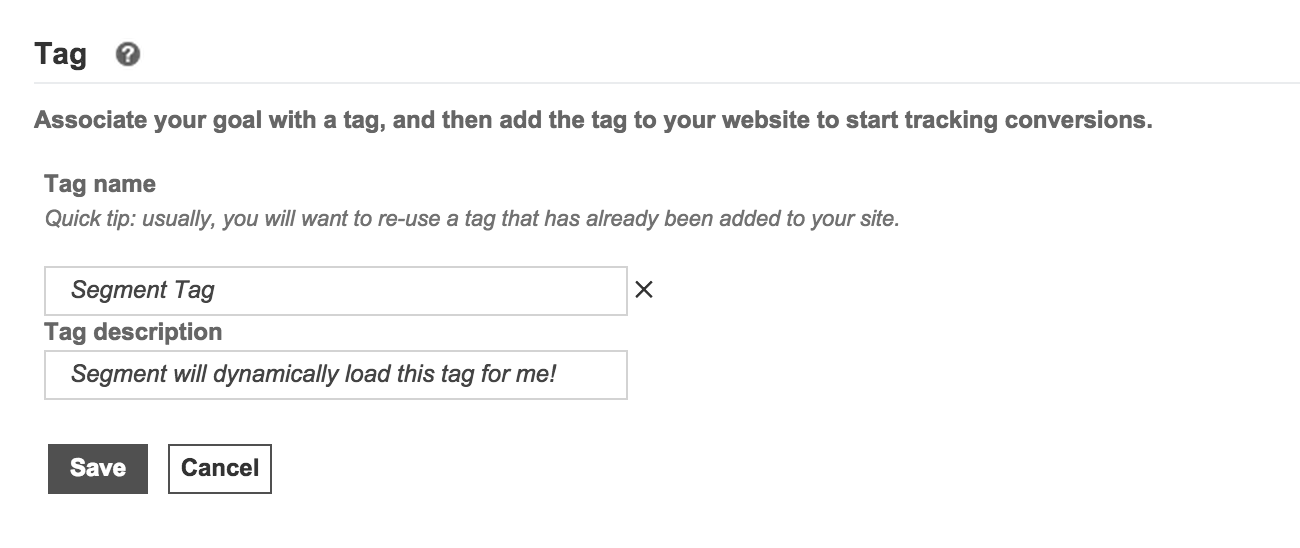 Tag ?
Associate your goal with a tag, and then add the tag to your website to start tracking conversions.
Tag name
Quick tip: usually, you will want to re-use a tag that has already been added to your site.
Segment Tag
Tag description
Segment will dynamically load this tag for me!
Save Cancel